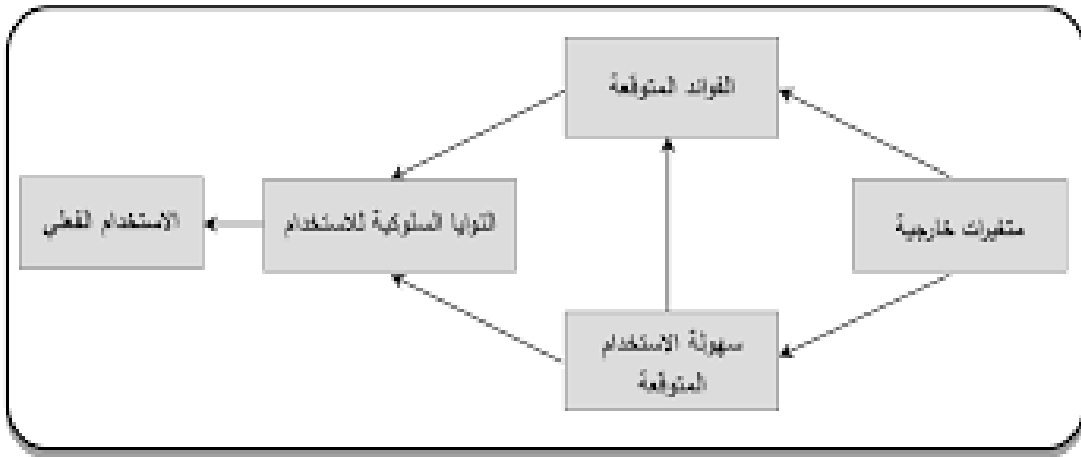 الفوائد المتوقعة
متغيرات خارجية
النوايا السلوكية للاستخدام
الاستخدام الفعلي
سهولة الاستخدام
المتوقعة